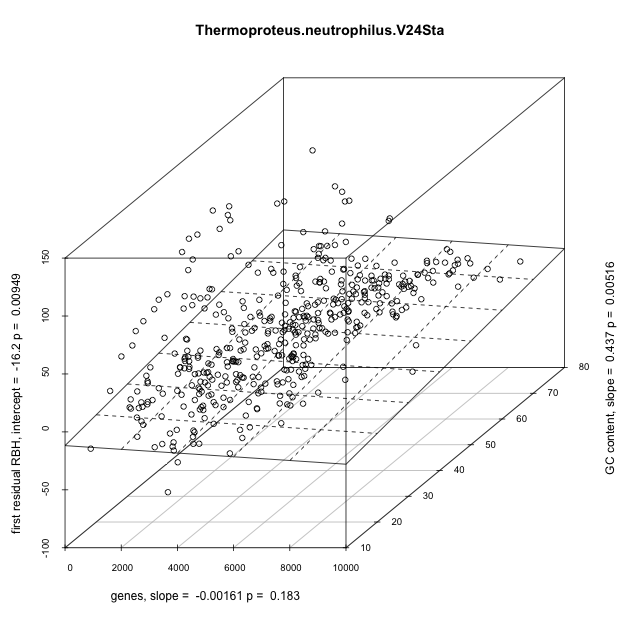 Thermoproteus.neutrophilus.V24Sta
first residual RBH, intercept = -16.2 p = 0.00949
150
100
50
0
-50
-100
0 2000 4000 6000 8000 10000
genes, slope = -0.00161 p = 0.183
10
20
30
40
50
60
70
80
GC content, slope = 0.437 p = 0.00516